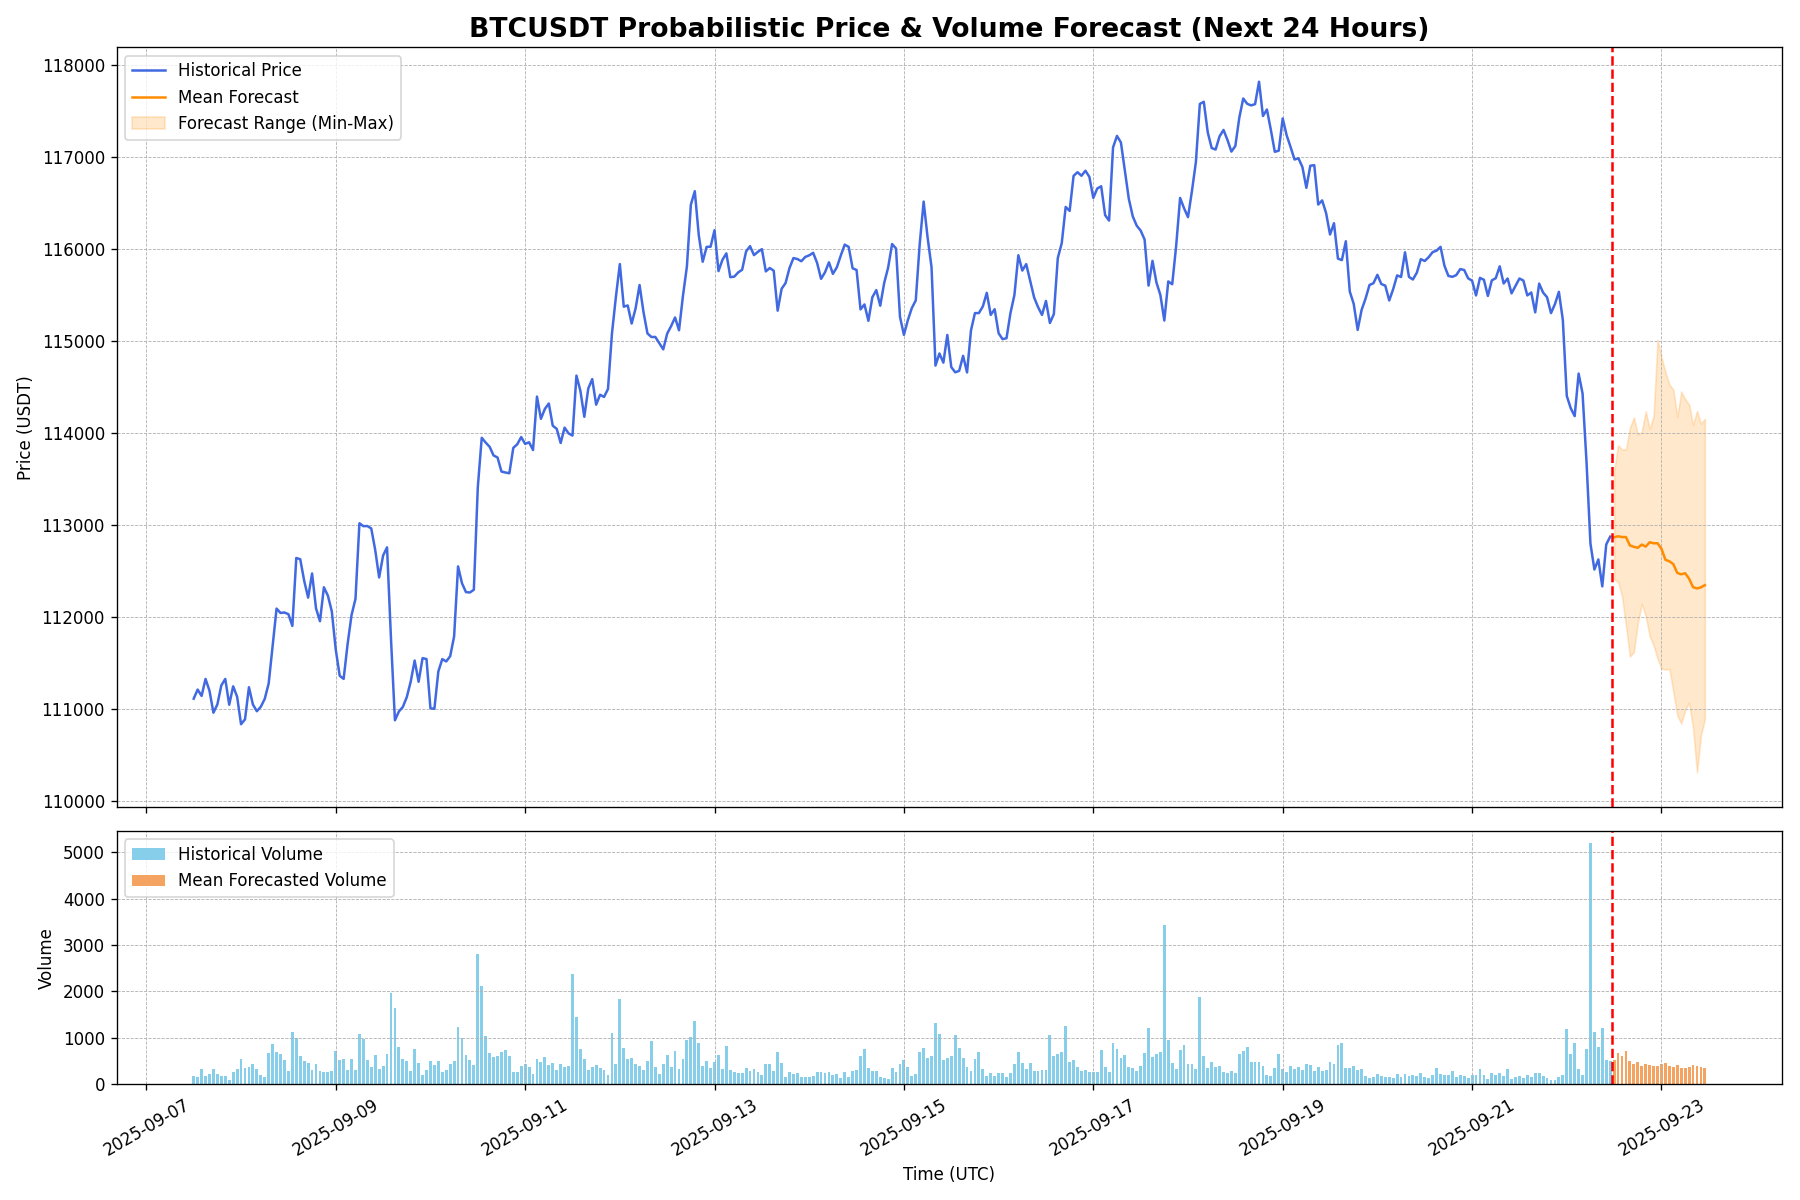 BTCUSDT Probabilistic Price & Volume Forecast (Next 24 Hours)
Historical Price
Mean Forecast
Forecast Range (Min-Max)
118000
117000
116000
115000
114000
113000
112000
111000
110000
Price (USDT)
Historical Volume
Mean Forecasted Volume
5000
4000
3000
2000
1000
0
Volume
2025-09-07
2025-09-09
2025-09-11
2025-09-13
2025-09-15
2025-09-17
2025-09-19
2025-09-21
2025-09-23
Time (UTC)